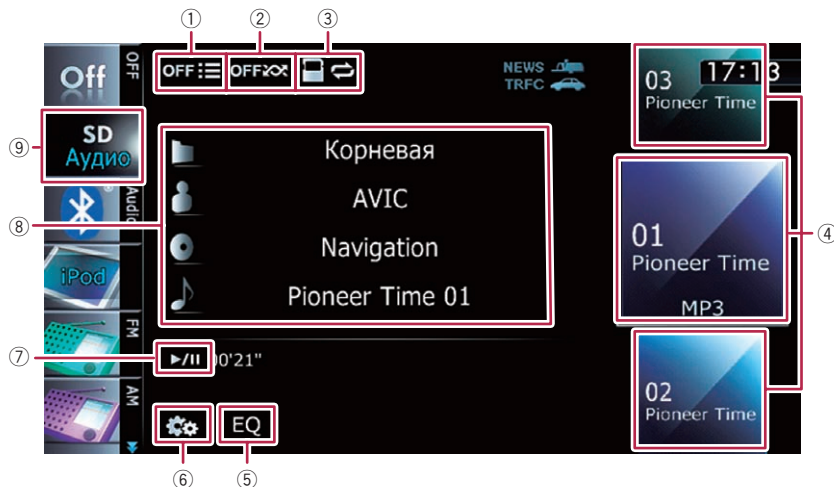 ① ② ③
Off OFF
OFF OFF
NEWS
TRFC
03 17:13
Pioneer Time
⑨ SD
Аудио
Audio
iPod
FM
AM
⑧
Корневая
AVIC
Navigation
Pioneer Time 01
④
01
Pioneer Time
MP3
⑦ 00'21"
02
Pioneer Time
EQ
⑥ ⑤